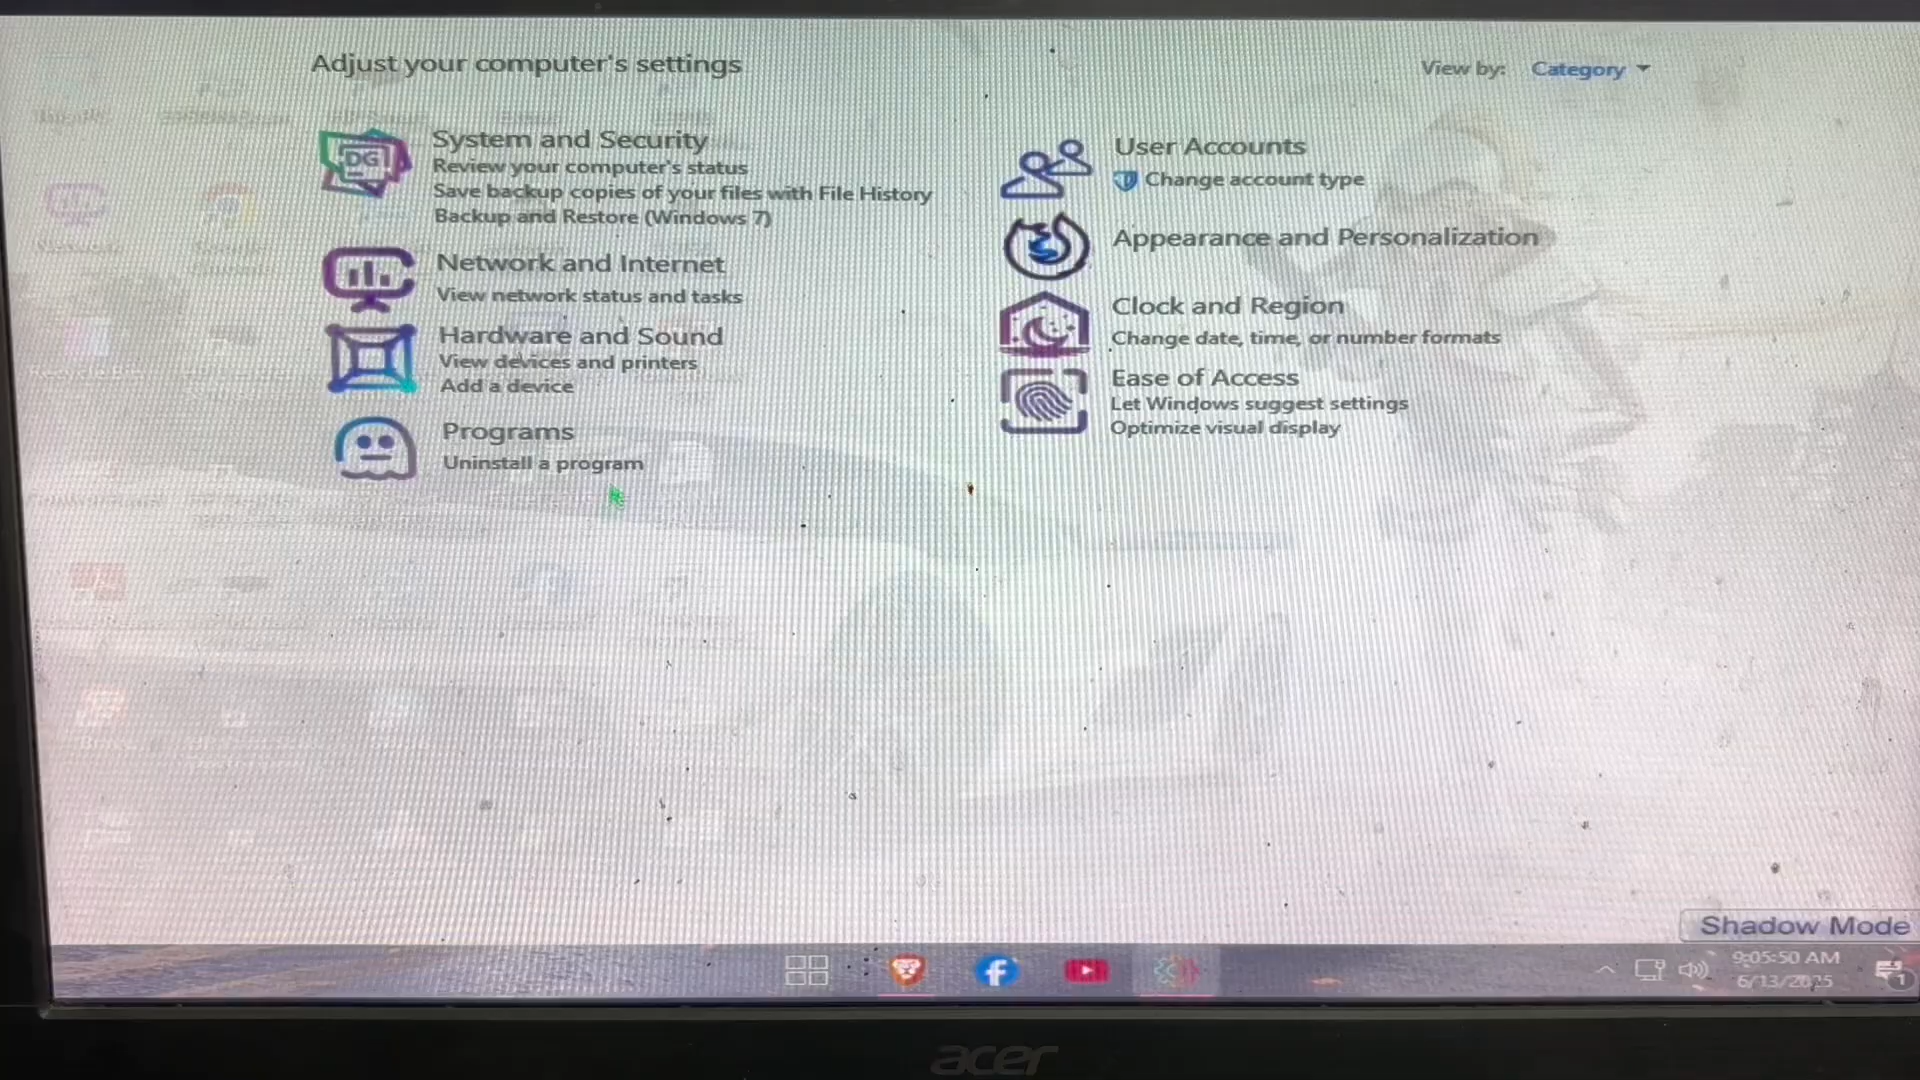 Adjust your computer's settings
View by: Category
System and Security
Review your computer's status
Save backup copies of your files with File History
Backup and Restore (Windows 7)
Network and Internet
View network status and tasks
Hardware and Sound
View devices and printers
Add a device
Programs
Uninstall a program
User Accounts
Change account type
Appearance and Personalization
Clock and Region
Change date, time, or number formats
Ease of Access
Let Windows suggest settings
Optimize visual display
DG
Shadow Mode
9:05:50 AM
6/13/2025
1
acer